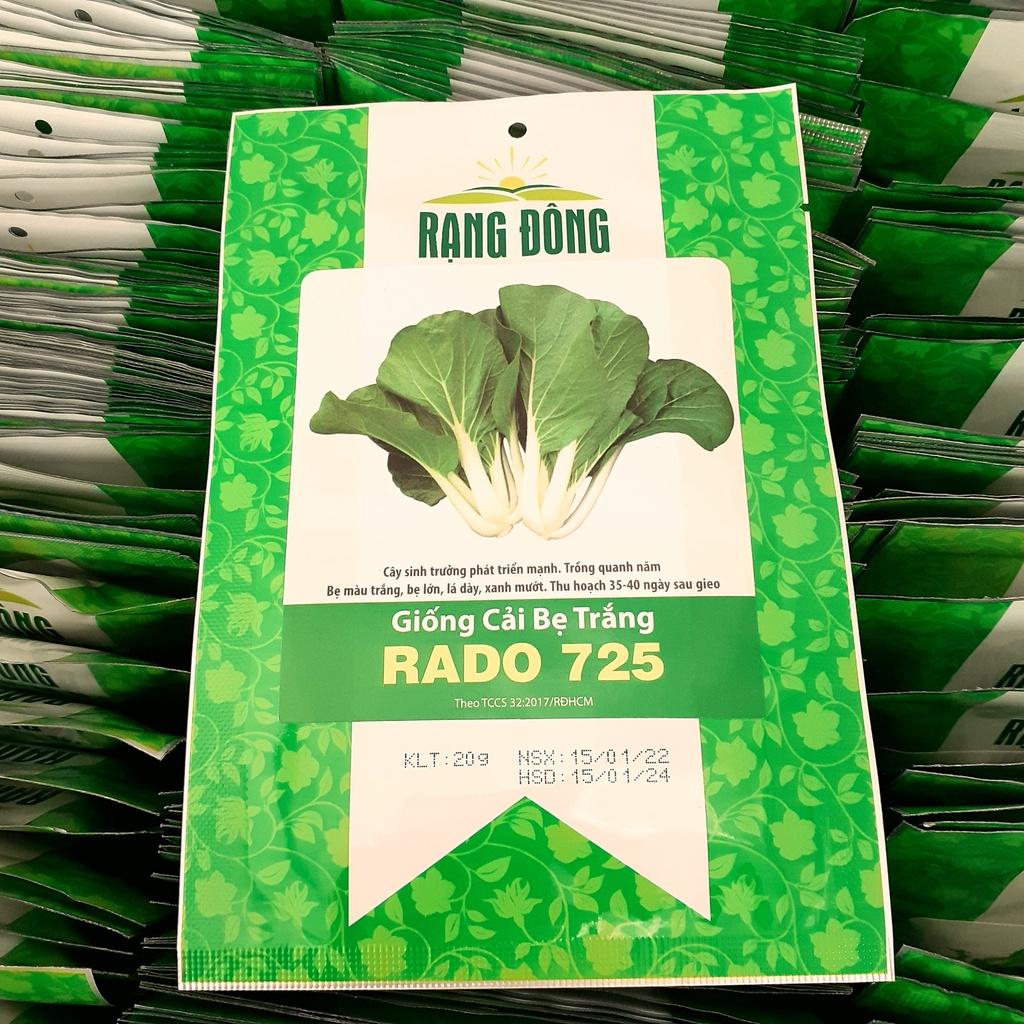 RẠNG ĐÔNG
Cây sinh trưởng phát triển mạnh. Trồng quanh năm
Bẹ màu trắng, bẹ lớn, lá dày, xanh mướt. Thu hoạch 35-40 ngày sau gieo
Giống Cải Bẹ Trắng
RADO 725
Theo TCCS 32:2017/RĐHCM
KLT:20g NSX:15/01/22
HSD:15/01/24